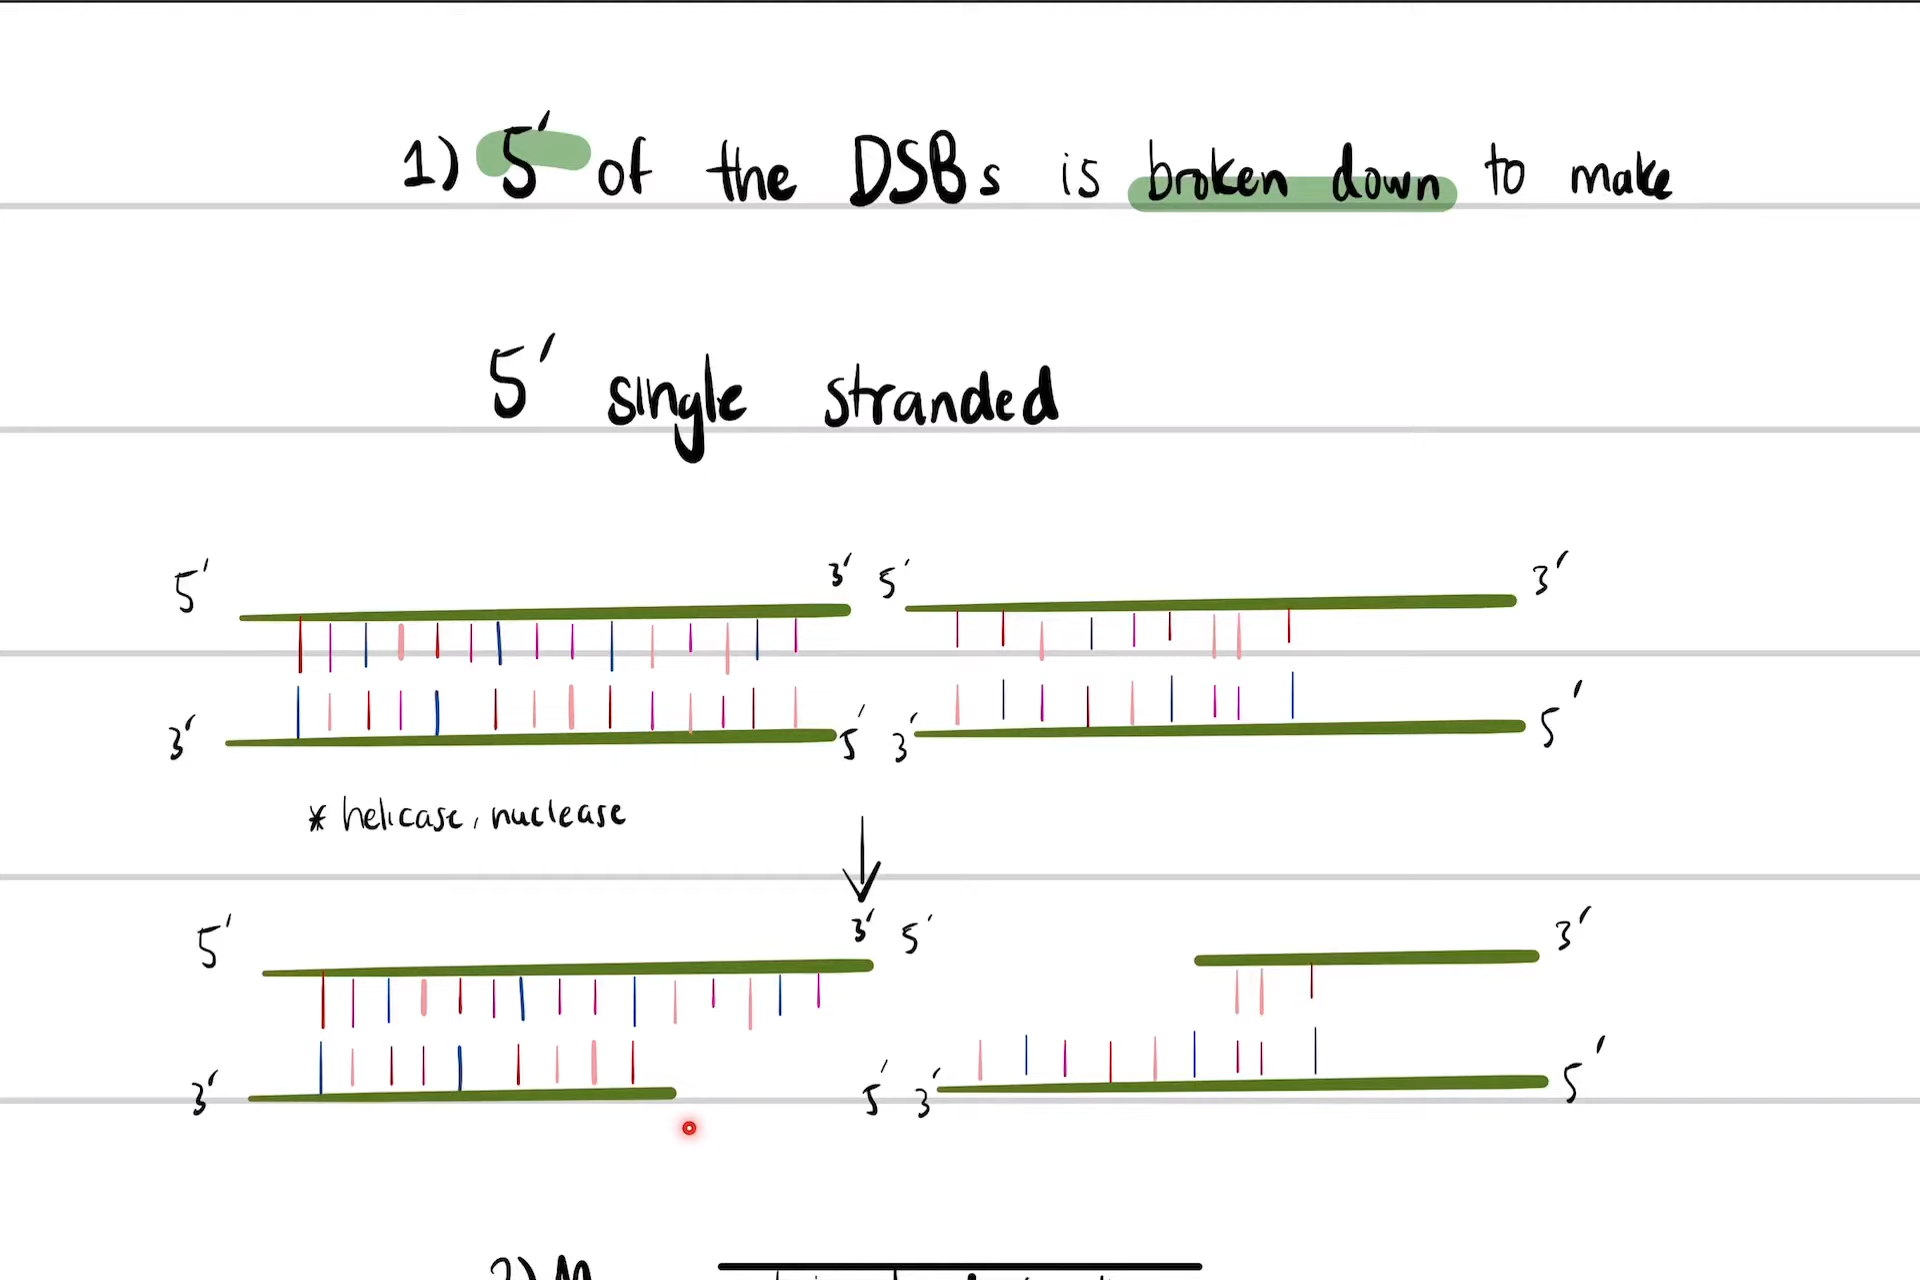 1) 5' of the DSBs is broken down to make
5' single stranded
5' 3' 5' 3'
3' 5' 3' 5'
* helicase, nuclease
5' 3' 5' 3'
3' 5' 3' 5'
2)